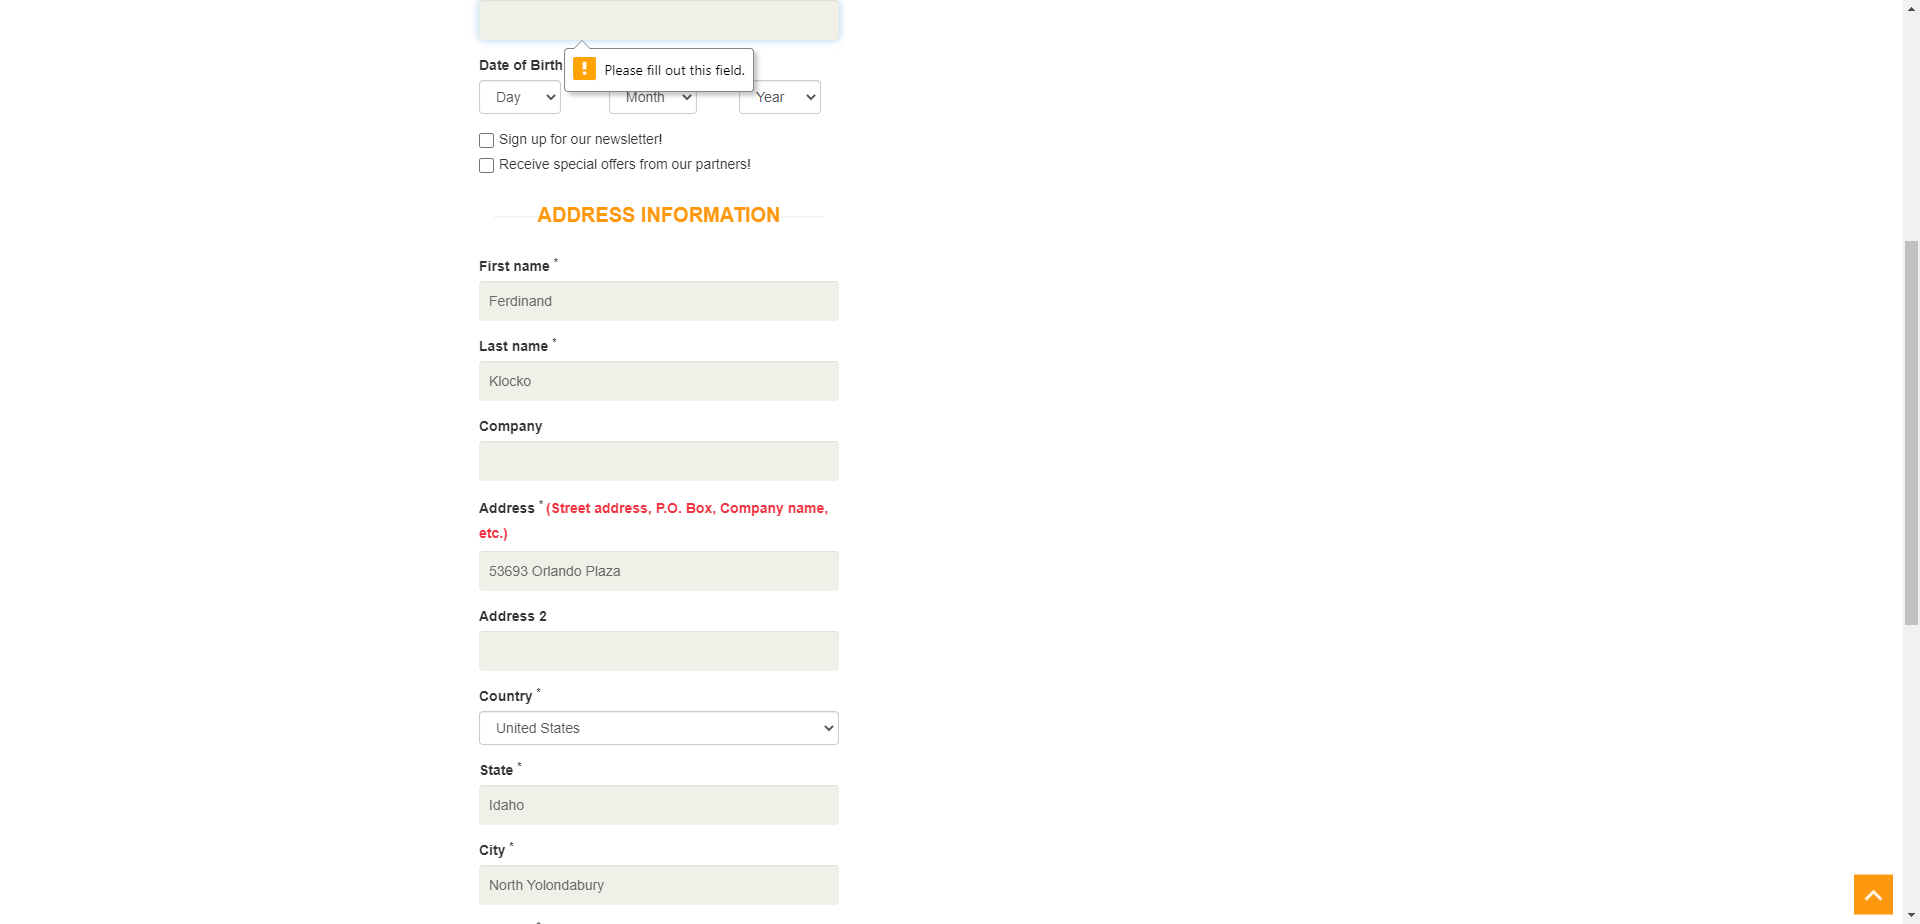 Please fill out this field.
Date of Birth
Day Month Year
Sign up for our newsletter!
Receive special offers from our partners!
ADDRESS INFORMATION
First name *
Ferdinand
Last name *
Klocko
Company
Address * (Street address, P.O. Box, Company name,
etc.)
53693 Orlando Plaza
Address 2
Country *
United States
State *
Idaho
City *
North Yolondabury
*